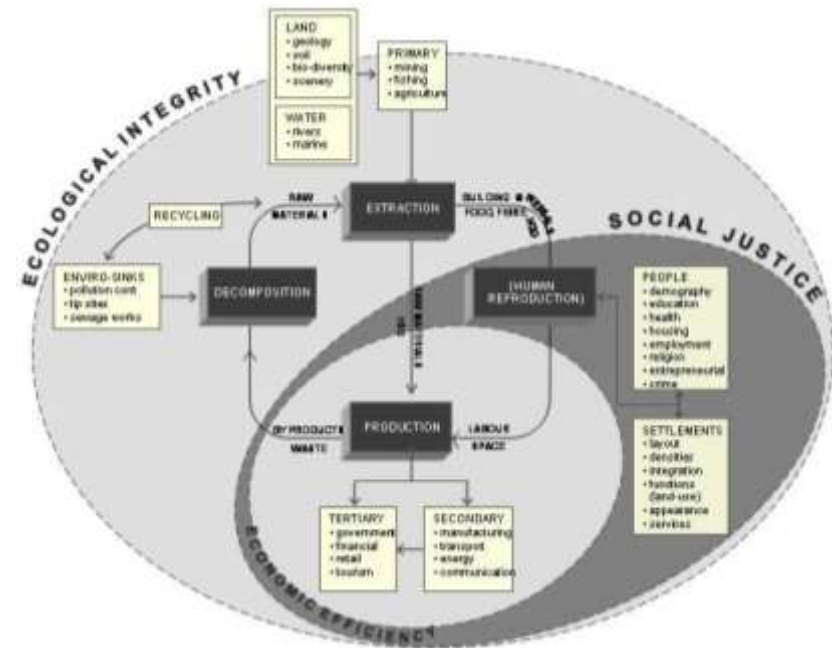 LAND
• geology
• soil
• bio-diversity
• scenery
WATER
• rivers
• marine
PRIMARY
• mining
• fishing
• agriculture
ECOLOGICAL INTEGRITY
SOCIAL JUSTICE
ECONOMIC EFFICIENCY
RECYCLING
RAW
MATERIALS
EXTRACTION
BUILDING
FOOD, FIBRE
ENVIRO-SINKS
• pollution cont
• tip sites
• sewage works
DECOMPOSITION
(HUMAN
REPRODUCTION)
PEOPLE
• demography
• education
• health
• housing
• employment
• religion
• entrepreneurial
• crime
BY PRODUCTS
WASTE
PRODUCTION
LABOUR
SPACE
SETTLEMENTS
• layout
• densities
• integration
• functions
(land-use)
• appearance
• services
TERTIARY
• government
• financial
• retail
• tourism
SECONDARY
• manufacturing
• transport
• energy
• communication